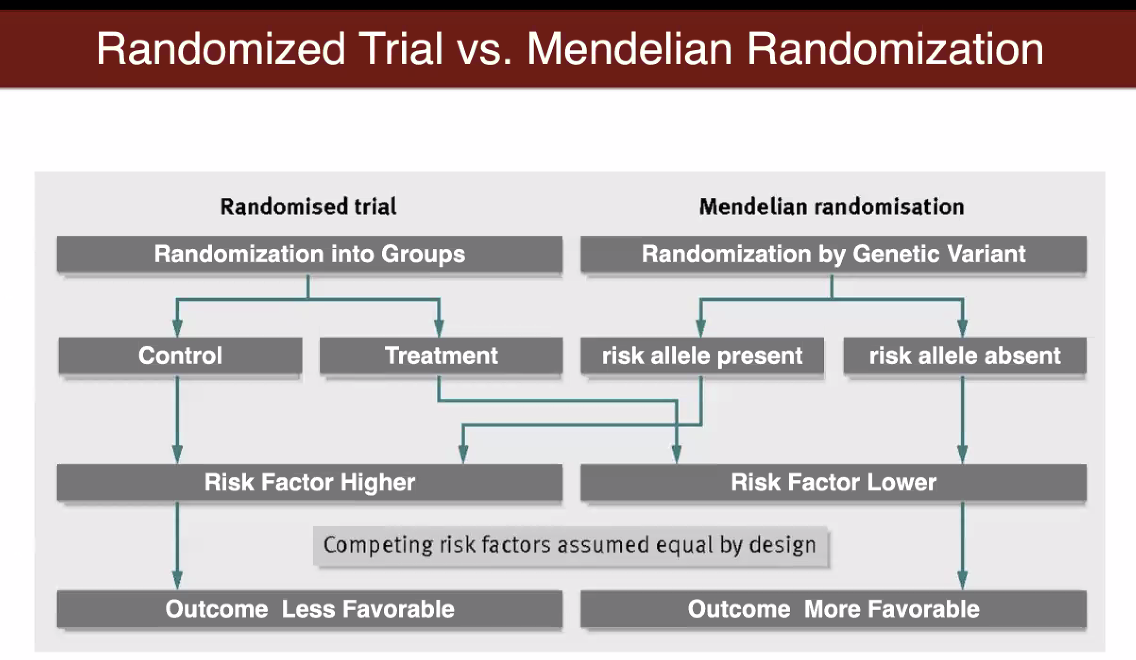 Randomized Trial vs. Mendelian Randomization
Randomised trial
Mendelian randomisation
Randomization into Groups
Randomization by Genetic Variant
Control
Treatment
risk allele present
risk allele absent
Risk Factor Higher
Risk Factor Lower
Competing risk factors assumed equal by design
Outcome Less Favorable
Outcome More Favorable